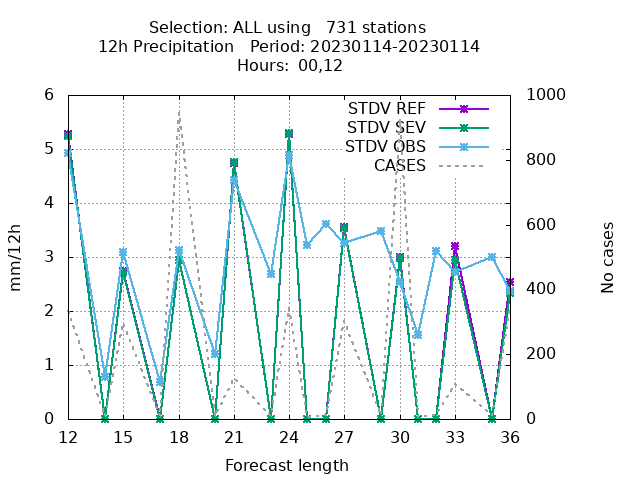 Selection: ALL using   731 stations
12h Precipitation   Period: 20230114-20230114
Hours: 00,12
6 1000
STDV REF
STDV SEV
5 800
STDV OBS
CASES
4 600
mm/12h
No cases
3 400
2
1 200
0 0
12 15 18 21 24 27 30 33 36
Forecast length